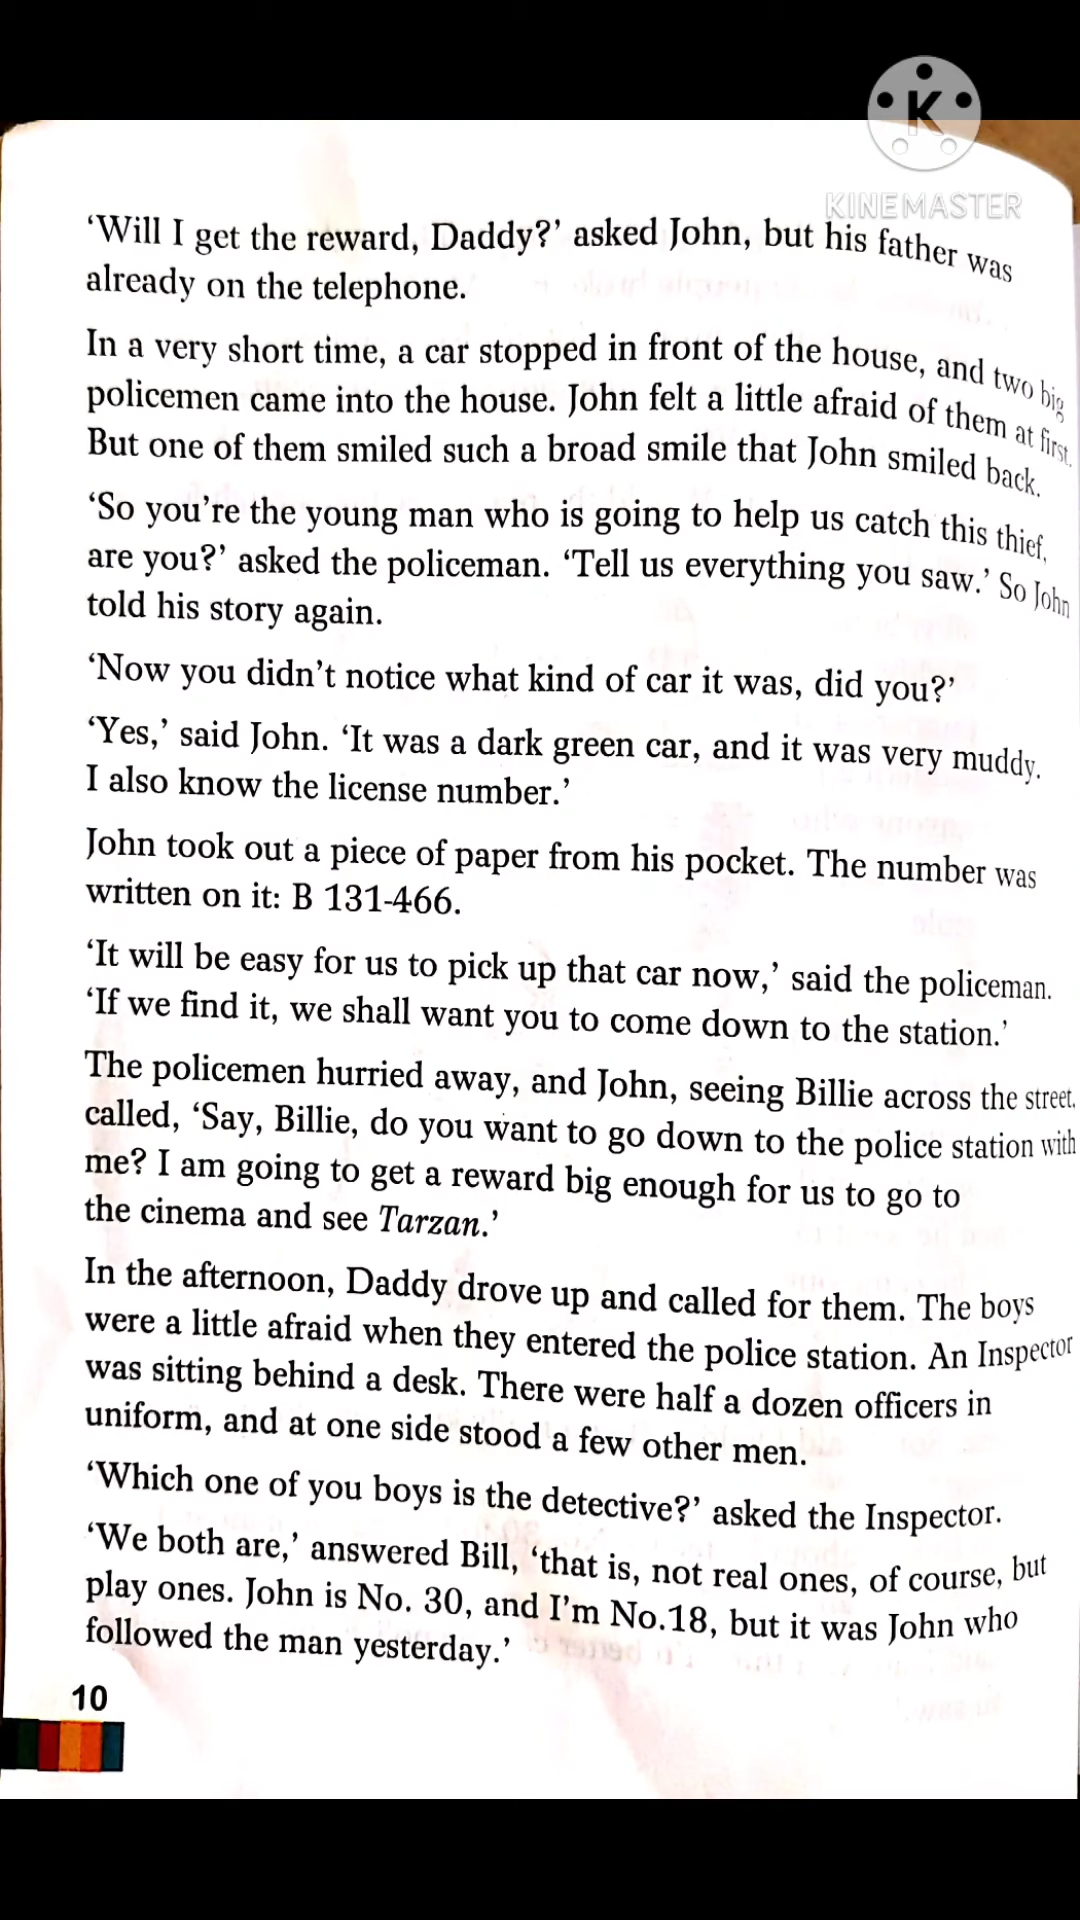 K
KINEMASTER
‘Will I get the reward, Daddy?’ asked John, but his father was
already on the telephone.
In a very short time, a car stopped in front of the house, and two big
policemen came into the house. John felt a little afraid of them at first.
But one of them smiled such a broad smile that John smiled back.
‘So you’re the young man who is going to help us catch this thief,
are you?’ asked the policeman. ‘Tell us everything you saw.’ So John
told his story again.
‘Now you didn’t notice what kind of car it was, did you?’
‘Yes,’ said John. ‘It was a dark green car, and it was very muddy.
I also know the license number.’
John took out a piece of paper from his pocket. The number was
written on it: B 131-466.
‘It will be easy for us to pick up that car now,’ said the policeman.
‘If we find it, we shall want you to come down to the station.’
The policemen hurried away, and John, seeing Billie across the street,
called, ‘Say, Billie, do you want to go down to the police station with
me? I am going to get a reward big enough for us to go to
the cinema and see Tarzan.’
In the afternoon, Daddy drove up and called for them. The boys
were a little afraid when they entered the police station. An Inspector
was sitting behind a desk. There were half a dozen officers in
uniform, and at one side stood a few other men.
‘Which one of you boys is the detective?’ asked the Inspector.
‘We both are,’ answered Bill, ‘that is, not real ones, of course, but
play ones. John is No. 30, and I’m No.18, but it was John who
followed the man yesterday.’
10